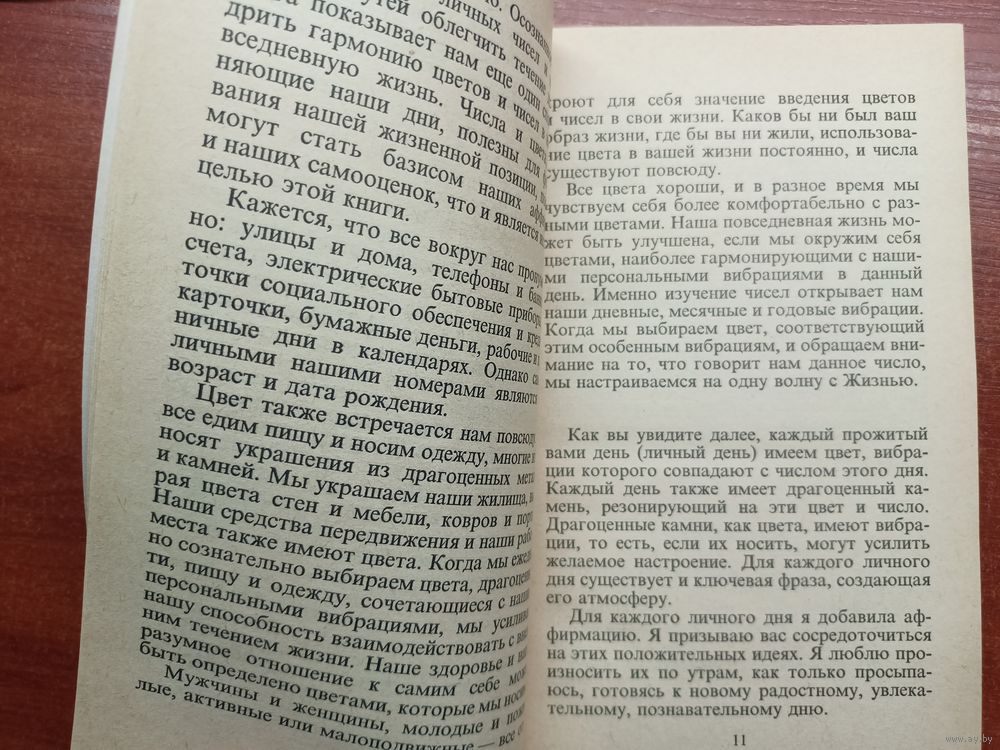 Осознание
личных чисел и
путей облегчить течение
показывает нам еще один
дрить гармонию цветов и чисел в
вседневную жизнь. Числа и цвета,
няющие наши дни, полезны для
вания нашей жизненной позиции,
могут стать базисом наших
и наших самооценок, что и является
целью этой книги.
Кажется, что все вокруг нас
но: улицы и дома, телефоны и
счета, электрические бытовые приборы,
точки социального обеспечения и
карточки, бумажные деньги, рабочие и
ничные дни в календарях. Однако
личными нашими номерами являются
возраст и дата рождения.
Цвет также встречается нам повсюду
все едим пищу и носим одежду, многие
носят украшения из драгоценных
и камней. Мы украшаем наши жилища,
рая цвета стен и мебели, ковров и
Наши средства передвижения и наши
места также имеют цвета. Когда мы
но сознательно выбираем цвета,
ти, пищу и одежду, сочетающиеся с
персональными вибрациями, мы
нашу способность взаимодействовать с
ним течением жизни. Наше здоровье и
разумное отношение к самим себе
быть определено цветами, которые мы
Мужчины и женщины, молодые и
лые, активные или малоподвижные — все
кроют для себя значение введения цветов
и чисел в свои жизни. Каков бы ни был ваш
образ жизни, где бы вы ни жили, использова-
ние цвета в вашей жизни постоянно, и числа
существуют повсюду.
Все цвета хороши, и в разное время мы
чувствуем себя более комфортабельно с раз-
ными цветами. Наша повседневная жизнь мо-
жет быть улучшена, если мы окружим себя
цветами, наиболее гармонирующими с наши-
ми персональными вибрациями в данный
день. Именно изучение чисел открывает нам
наши дневные, месячные и годовые вибрации.
Когда мы выбираем цвет, соответствующий
этим особенным вибрациям, и обращаем вни-
мание на то, что говорит нам данное число,
мы настраиваемся на одну волну с Жизнью.
Как вы увидите далее, каждый прожитый
вами день (личный день) имеем цвет, вибра-
ции которого совпадают с числом этого дня.
Каждый день также имеет драгоценный ка-
мень, резонирующий на эти цвет и число.
Драгоценные камни, как цвета, имеют вибра-
ции, то есть, если их носить, могут усилить
желаемое настроение. Для каждого личного
дня существует и ключевая фраза, создающая
его атмосферу.
Для каждого личного дня я добавила аф-
фирмацию. Я призываю вас сосредоточиться
на этих положительных идеях. Я люблю про-
износить их по утрам, как только просыпа-
юсь, готовясь к новому радостному, увлека-
тельному, познавательному дню.
11
www.ay.by